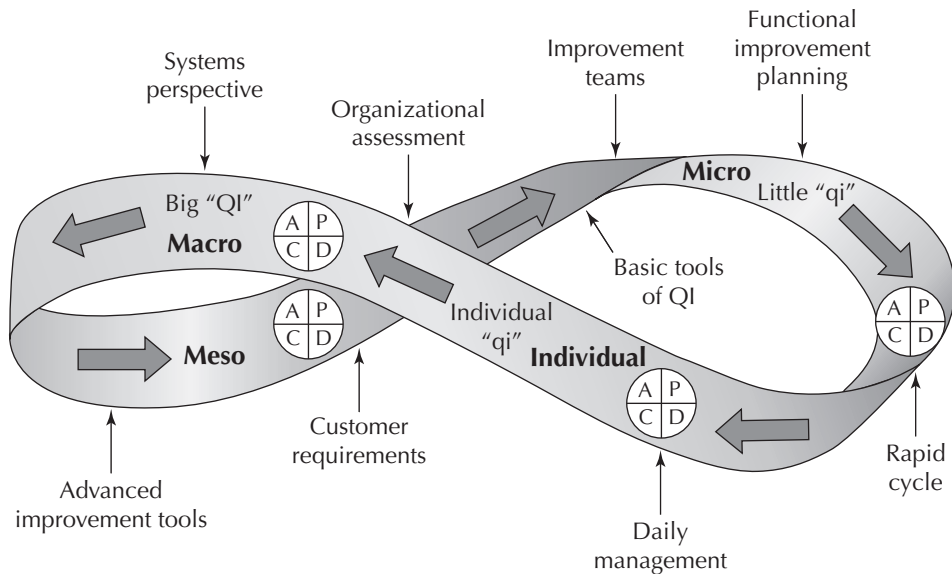 Systems
perspective
Organizational
assessment
Improvement
teams
Functional
improvement
planning
Big “QI”
Macro
A P
C D
Micro
Little “qi”
Basic tools
of QI
A P
C D
Meso
A P
C D
Individual
“qi”
Individual
A P
C D
Customer
requirements
Advanced
improvement tools
Daily
management
Rapid
cycle